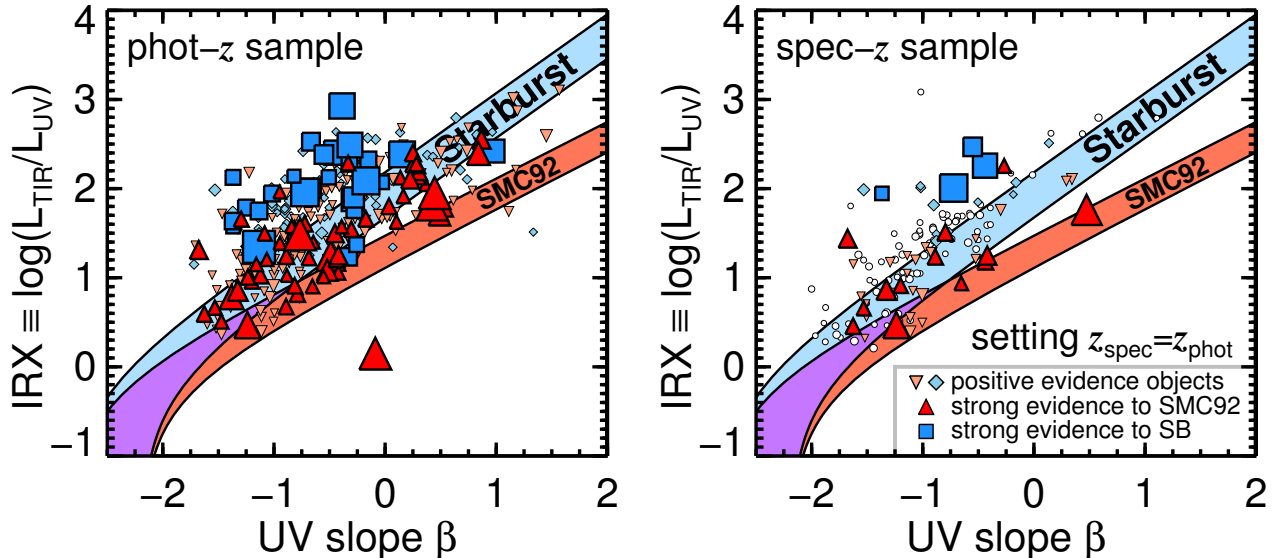 phot−z sample
Starburst
SMC92
4
3
2
1
0
−1
−2
−1
0
1
2
IRX ≡ log(L_TIR/L_UV)
UV slope β
spec−z sample
Starburst
SMC92
setting z_spec=z_phot
positive evidence objects
strong evidence to SMC92
strong evidence to SB
4
3
2
1
0
−1
−2
−1
0
1
2
IRX ≡ log(L_TIR/L_UV)
UV slope β